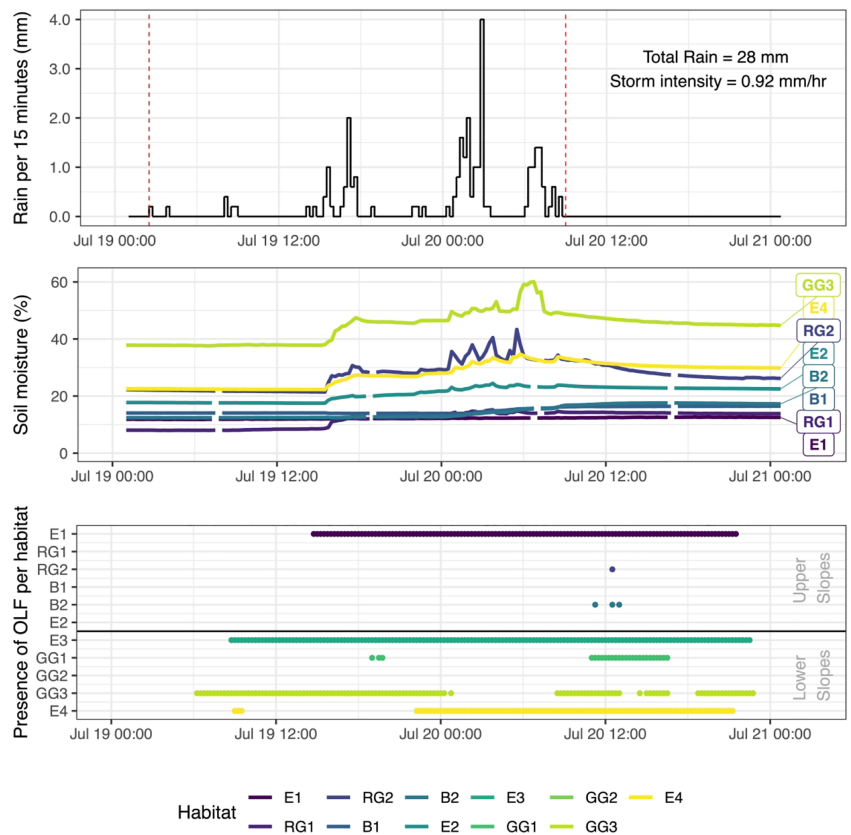 Rain per 15 minutes (mm)
4.0
3.0
2.0
1.0
0.0
Total Rain = 28 mm
Storm intensity = 0.92 mm/hr
Jul 19 00:00 Jul 19 12:00 Jul 20 00:00 Jul 20 12:00 Jul 21 00:00
Soil moisture (%)
60
40
20
0
GG3
E4
RG2
E2
B2
B1
RG1
E1
Jul 19 00:00 Jul 19 12:00 Jul 20 00:00 Jul 20 12:00 Jul 21 00:00
Presence of OLF per habitat
E1
RG1
RG2
B1
B2
E2
E3
GG1
GG2
GG3
E4
Upper
Slopes
Lower
Slopes
Jul 19 00:00 Jul 19 12:00 Jul 20 00:00 Jul 20 12:00 Jul 21 00:00
Habitat
E1 RG2 B2 E3 GG2 E4
RG1 B1 E2 GG1 GG3